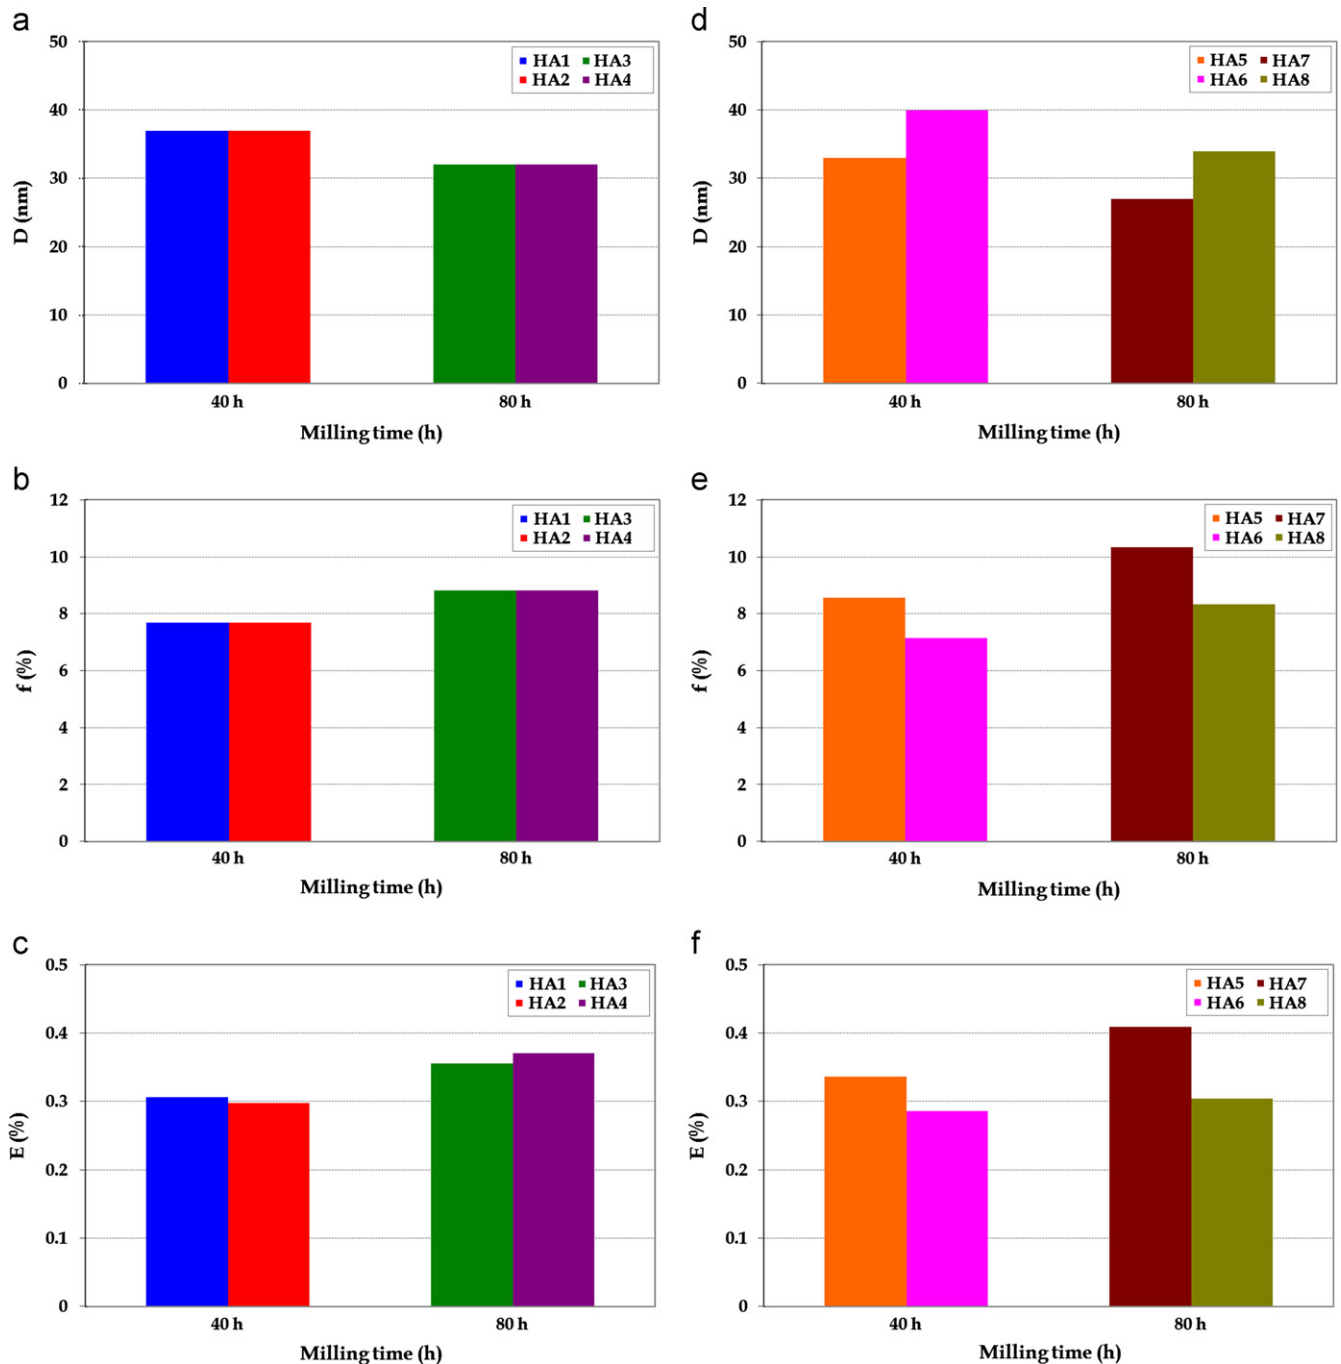 a
50
40
30
20
10
0
D (nm)
HA1 HA3
HA2 HA4
40 h 80 h
Milling time (h)
d
50
40
30
20
10
0
D (nm)
HA5 HA7
HA6 HA8
40 h 80 h
Milling time (h)
b
12
10
8
6
4
2
0
f (%)
HA1 HA3
HA2 HA4
40 h 80 h
Milling time (h)
e
12
10
8
6
4
2
0
f (%)
HA5 HA7
HA6 HA8
40 h 80 h
Milling time (h)
c
0.5
0.4
0.3
0.2
0.1
0
E (%)
HA1 HA3
HA2 HA4
40 h 80 h
Milling time (h)
f
0.5
0.4
0.3
0.2
0.1
0
E (%)
HA5 HA7
HA6 HA8
40 h 80 h
Milling time (h)